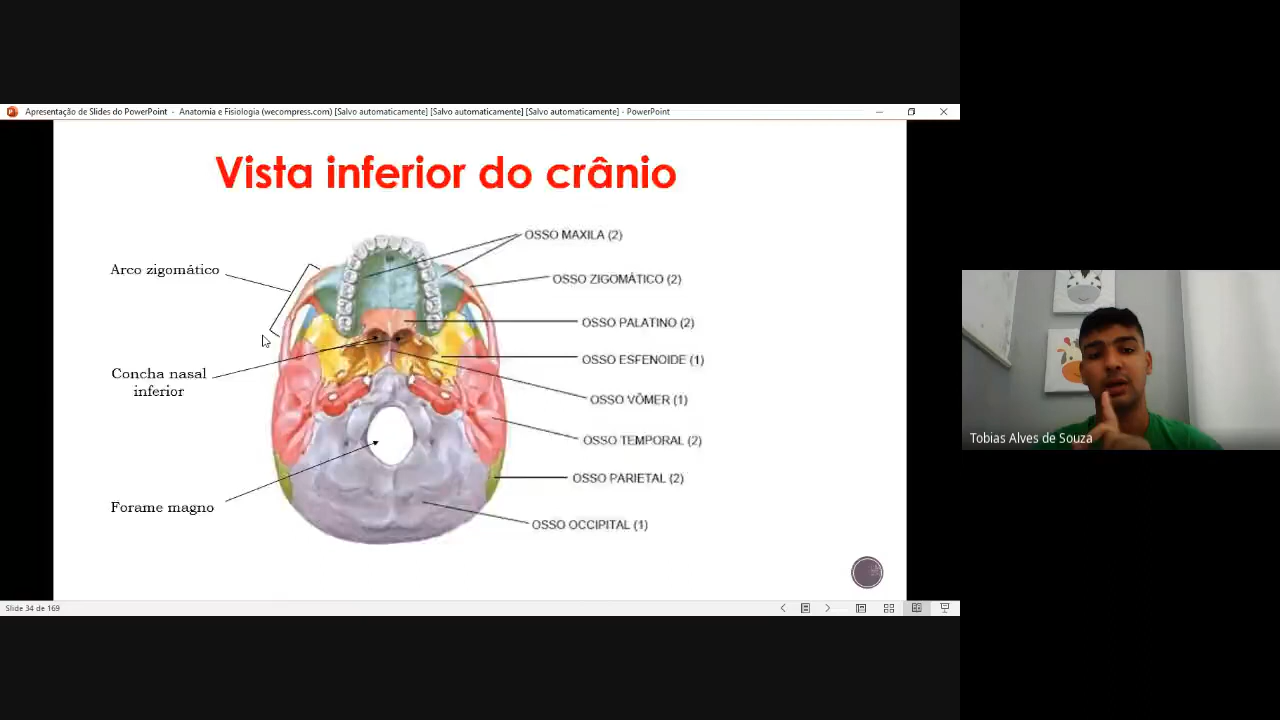 Apresentação de Slides do PowerPoint - Anatomia e Fisiologia (wecompress.com) [Salvo automaticamente] [Salvo automaticamente] [Salvo automaticamente] - PowerPoint
Vista inferior do crânio
OSSO MAXILA (2)
Arco zigomático
OSSO ZIGOMÁTICO (2)
OSSO PALATINO (2)
OSSO ESFENOIDE (1)
Concha nasal
inferior
OSSO VÔMER (1)
OSSO TEMPORAL (2)
OSSO PARIETAL (2)
Forame magno
OSSO OCCIPITAL (1)
Slide 34 de 169
Tobias Alves de Souza